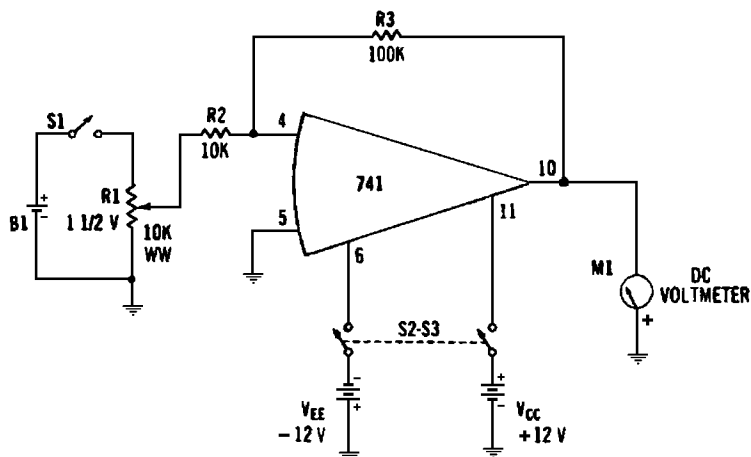 R3
100K
S1
R2
10K
4
741
10
R1
+
-
B1
1 1/2 V
10K
WW
5
6
11
M1
DC
VOLTMETER
+
S2-S3
-
+
VEE
-12 V
+
-
VCC
+12 V